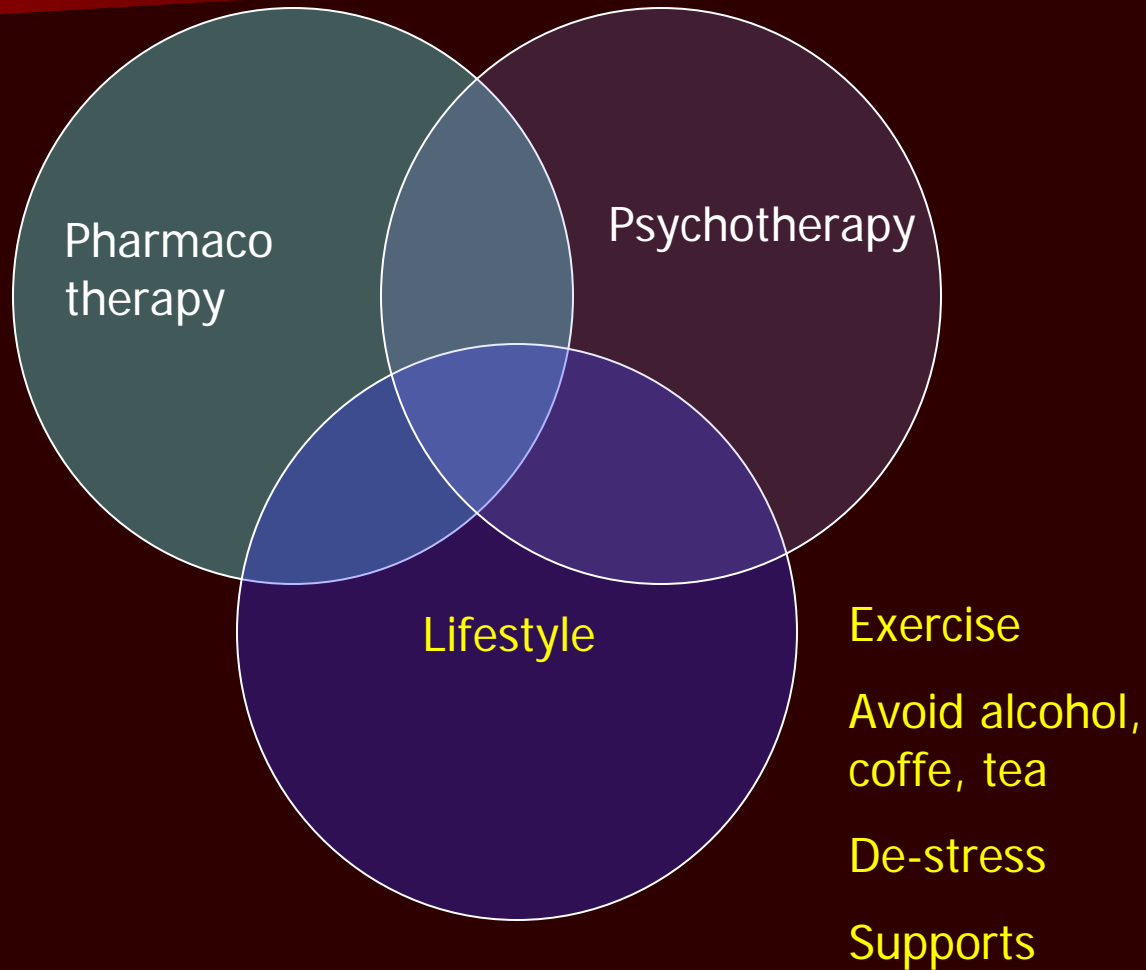 Pharmaco
therapy
Psychotherapy
Lifestyle
Exercise
Avoid alcohol,
coffe, tea
De-stress
Supports